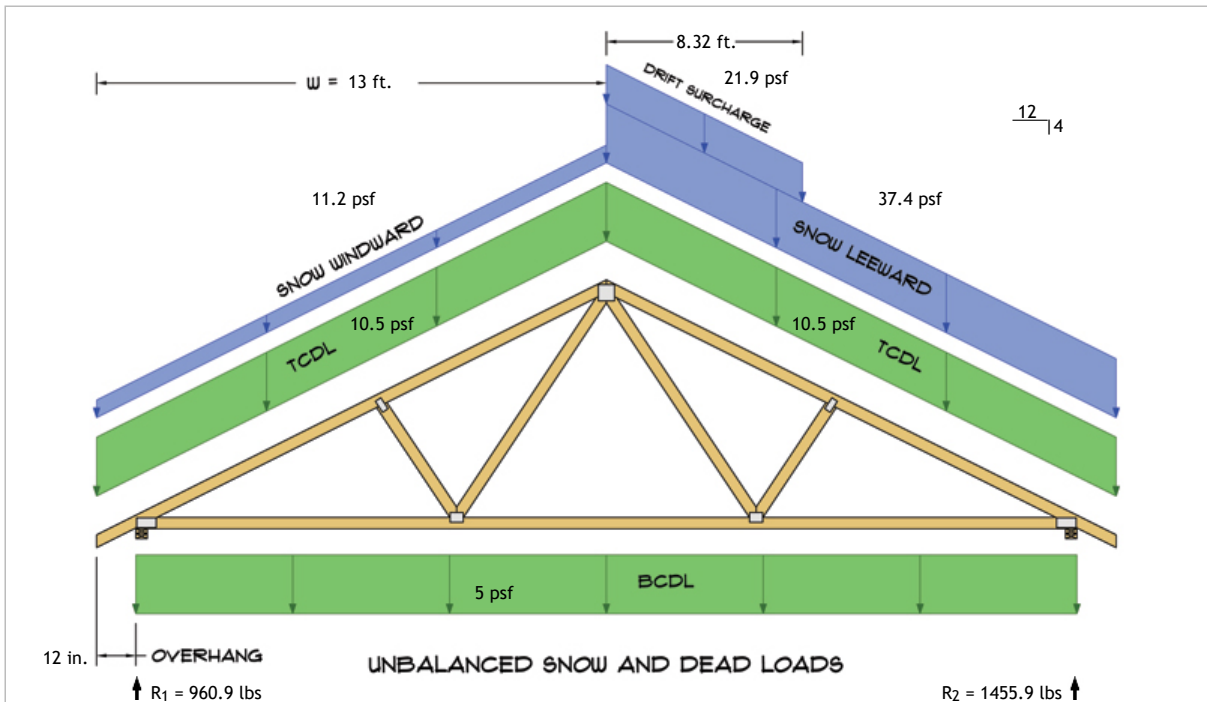 8.32 ft.
DRIFT SURCHARGE
21.9 psf
W = 13 ft.
12
4
11.2 psf
37.4 psf
SNOW WINDWARD
SNOW LEEWARD
10.5 psf
10.5 psf
TCDL
TCDL
5 psf
BCDL
12 in.
OVERHANG
UNBALANCED SNOW AND DEAD LOADS
R1 = 960.9 lbs
R2 = 1455.9 lbs